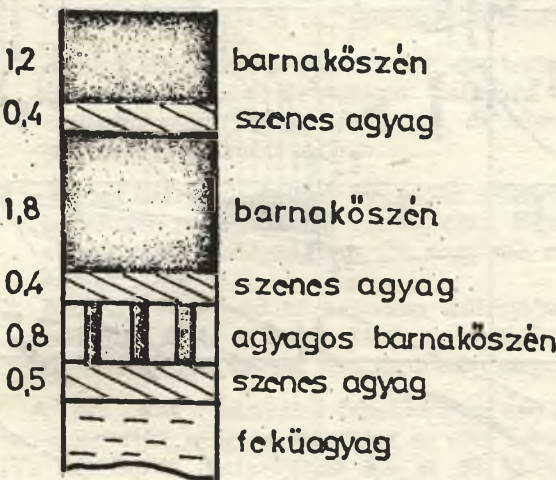 1,2 barnakőszén
0,4 szenes agyag
1,8 barnakőszén
0,4 szenes agyag
0,8 agyagos barnakőszén
0,5 szenes agyag
feküagyag